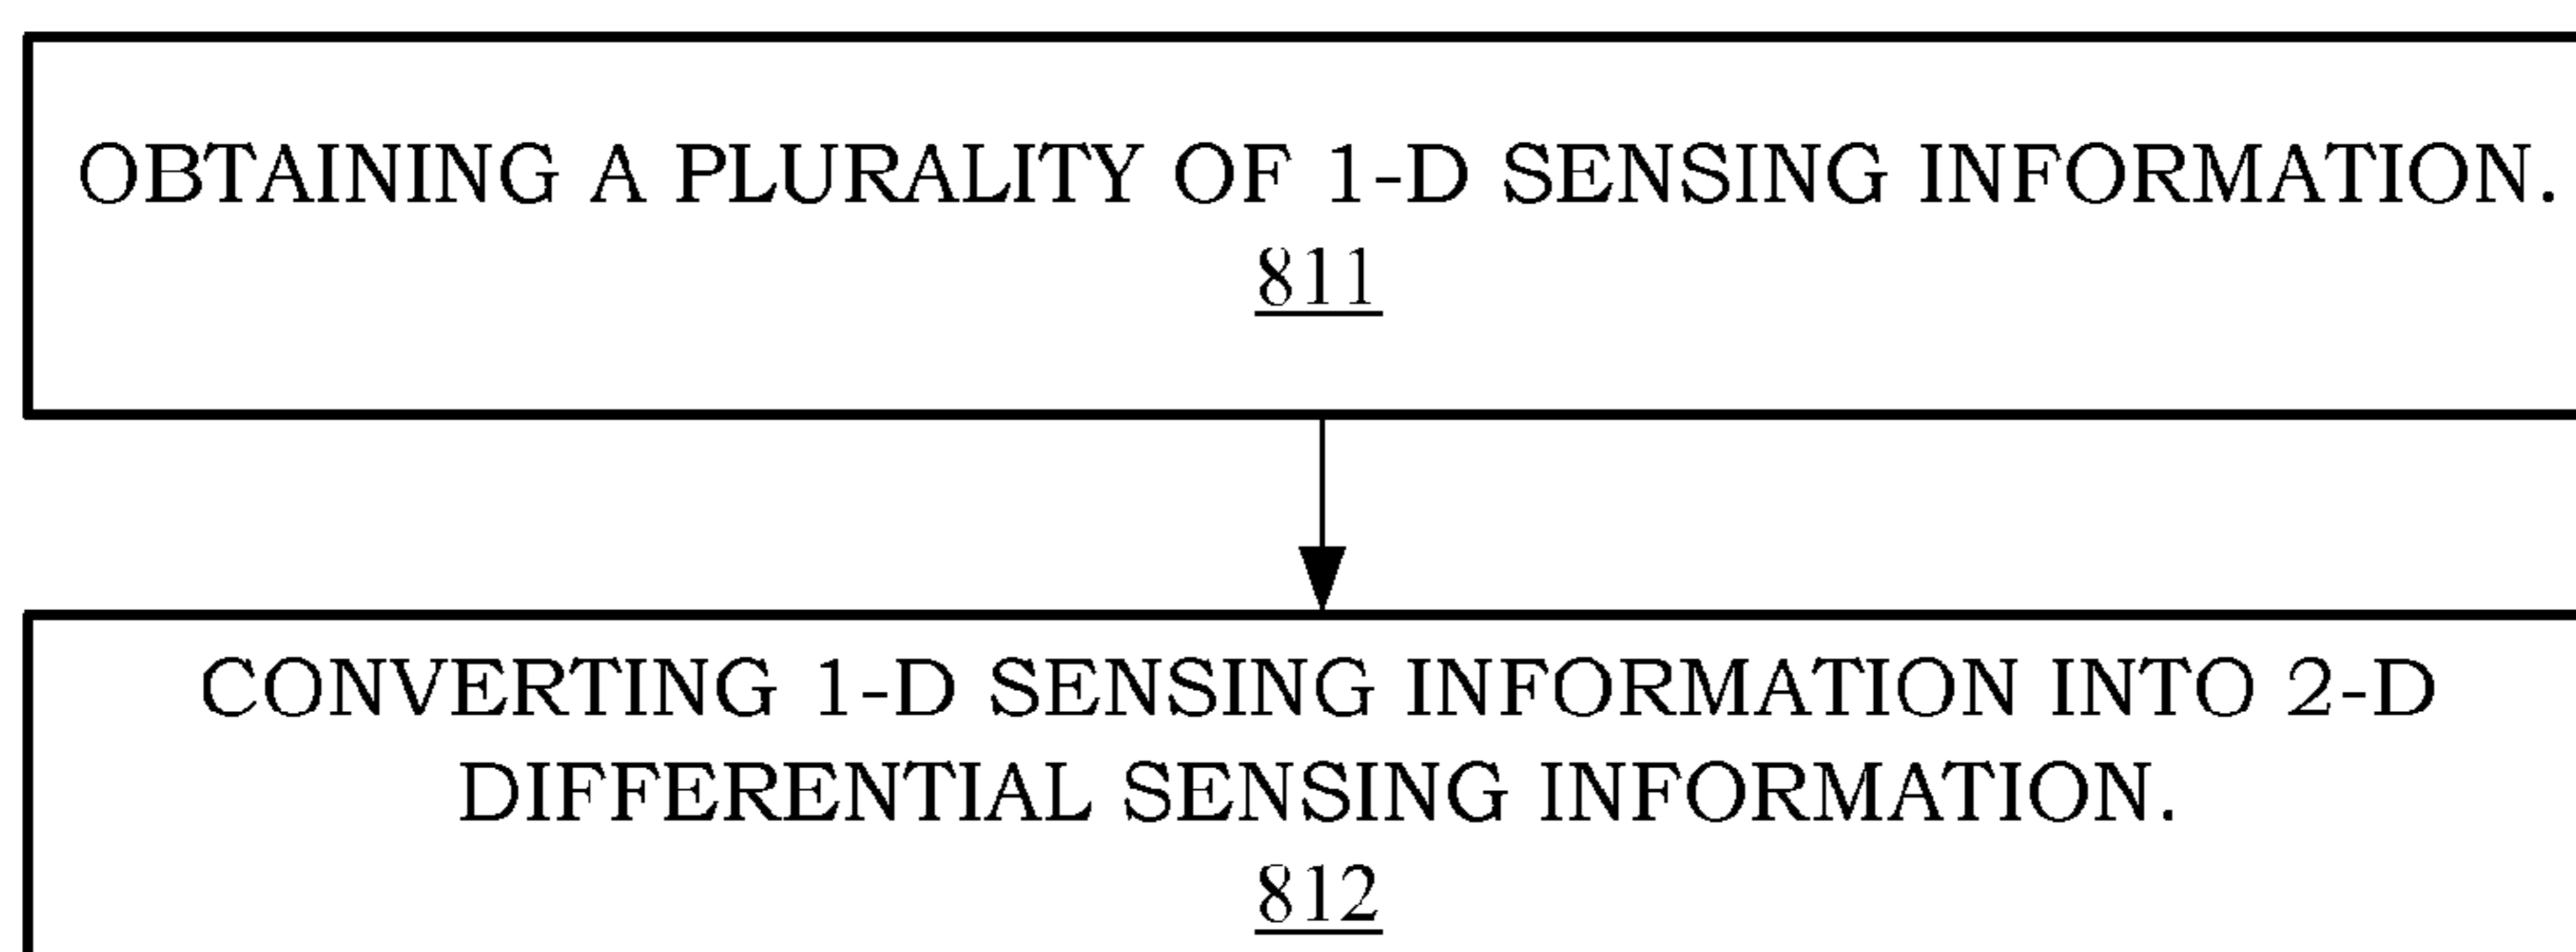 OBTAINING A PLURALITY OF 1-D SENSING INFORMATION.
811
CONVERTING 1-D SENSING INFORMATION INTO 2-D
DIFFERENTIAL SENSING INFORMATION.
812